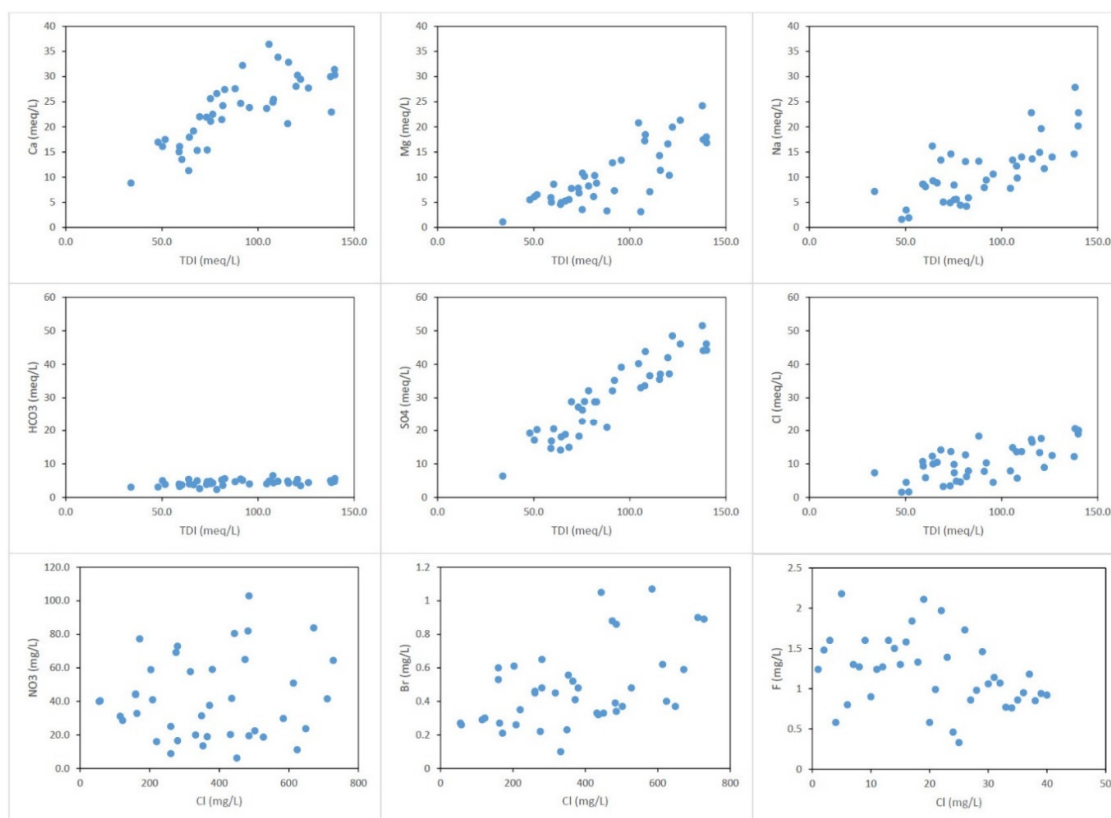 Ca (meq/L)
40
35
30
25
20
15
10
5
0
0.0 50.0 100.0 150.0
TDI (meq/L)
Mg (meq/L)
40
35
30
25
20
15
10
5
0
0.0 50.0 100.0 150.0
TDI (meq/L)
Na (meq/L)
40
35
30
25
20
15
10
5
0
0.0 50.0 100.0 150.0
TDI (meq/L)
HCO3 (meq/L)
60
50
40
30
20
10
0
0.0 50.0 100.0 150.0
TDI (meq/L)
SO4 (meq/L)
60
50
40
30
20
10
0
0.0 50.0 100.0 150.0
TDI (meq/L)
Cl (meq/L)
60
50
40
30
20
10
0
0.0 50.0 100.0 150.0
TDI (meq/L)
NO3 (mg/L)
120.0
100.0
80.0
60.0
40.0
20.0
0.0
0 200 400 600 800
Cl (mg/L)
Br (mg/L)
1.2
1
0.8
0.6
0.4
0.2
0
0 200 400 600 800
Cl (mg/L)
F (mg/L)
2.5
2
1.5
1
0.5
0
0 10 20 30 40 50
Cl (mg/L)